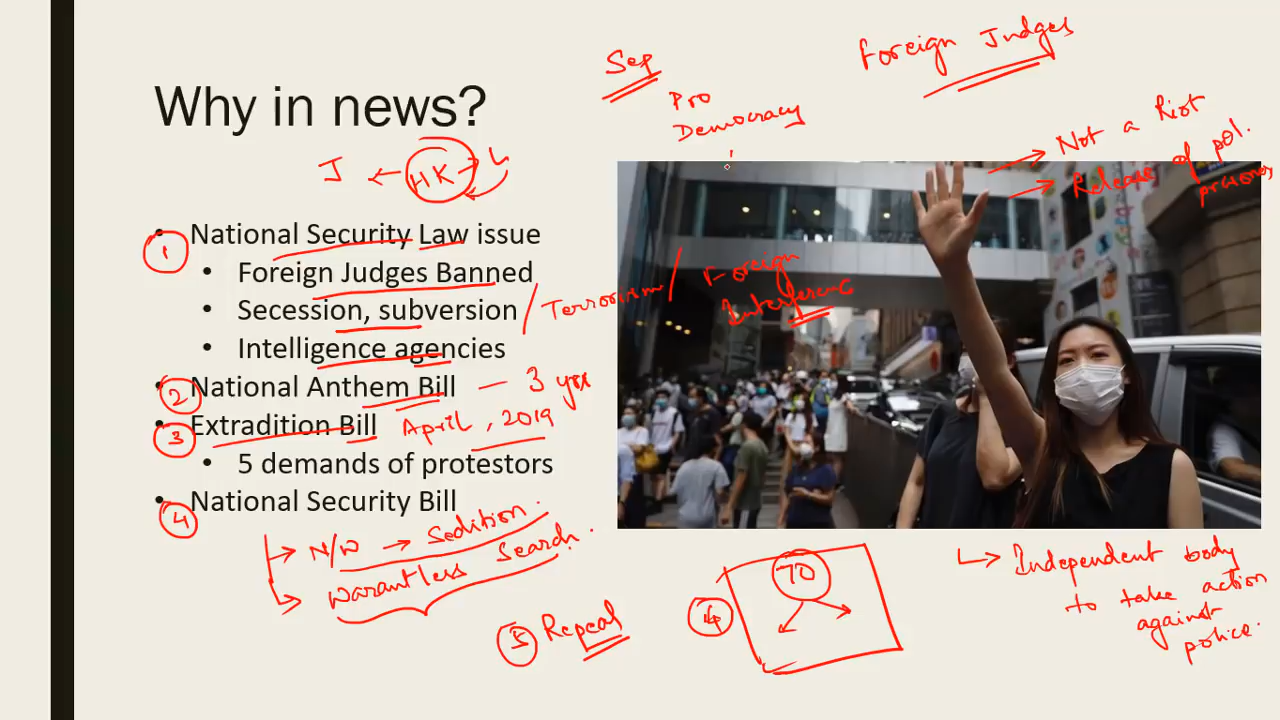 Foreign Judges
Sep
Pro
Democracy
Why in news?
J ← HK → L
→ Not a Riot
→ Release of pol.
prisoners
① National Security Law issue
• Foreign Judges Banned
• Secession, subversion / Terrorism / Foreign
Interference
• Intelligence agencies
② National Anthem Bill — 3 yrs
③ Extradition Bill April, 2019
• 5 demands of protestors
④ National Security Bill
→ N/W → Sedition.
→ Warantless Search.
⑤ Repeal
④ 70
→ Independent body
to take action
against
police.